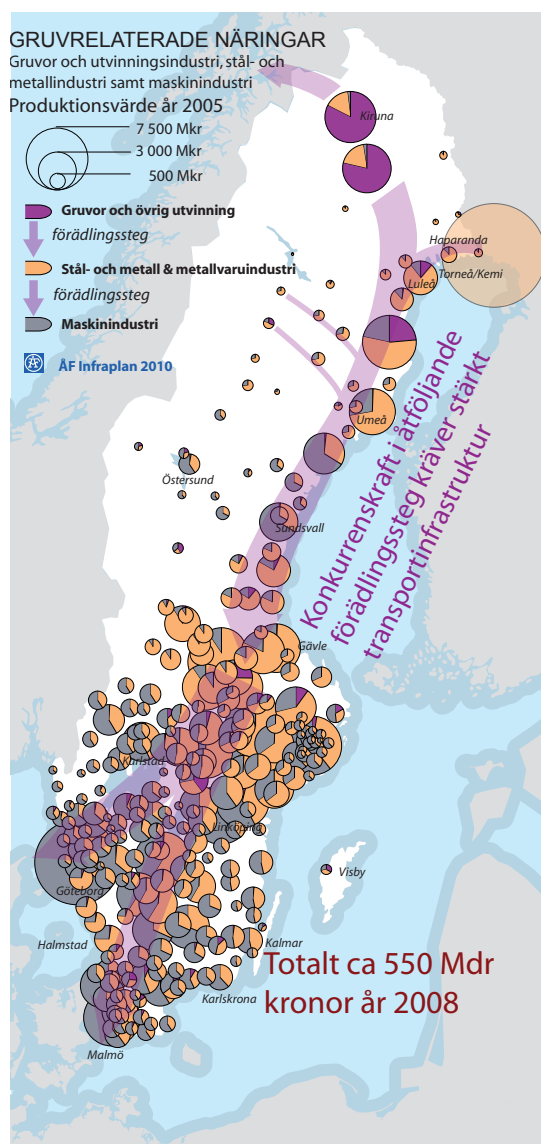 GRUVRELATERADE NÄRINGAR
Gruvor och utvinningsindustri, stål- och
metallindustri samt maskinindustri
Produktionsvärde år 2005
7 500 Mkr
3 000 Mkr
500 Mkr
Gruvor och övrig utvinning
förädlingssteg
Stål- och metall & metallvaruindustri
förädlingssteg
Maskinindustri
ÅF
ÅF Infraplan 2010
Kiruna
Haparanda
Torneå/Kemi
Luleå
Umeå
Östersund
Sundsvall
Konkurrenskraft i åtföljande
förädlingssteg kräver stärkt
transportinfrastruktur
Gävle
Karlstad
Linköping
Visby
Göteborg
Halmstad
Kalmar
Totalt ca 550 Mdr
kronor år 2008
Karlskrona
Malmö